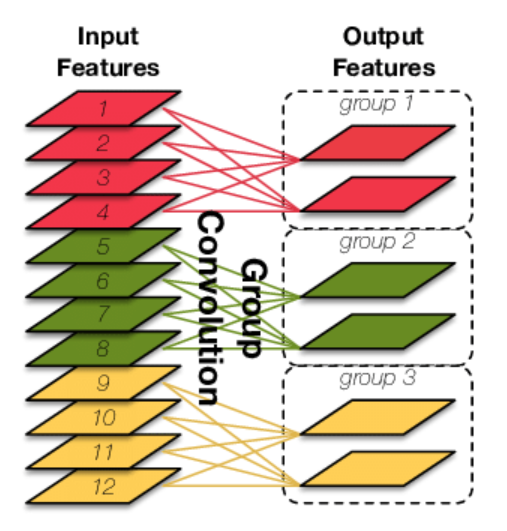 Input
Features
Output
Features
1
2
3
4
5
6
7
8
9
10
11
12
Group
Convolution
group 1
group 2
group 3